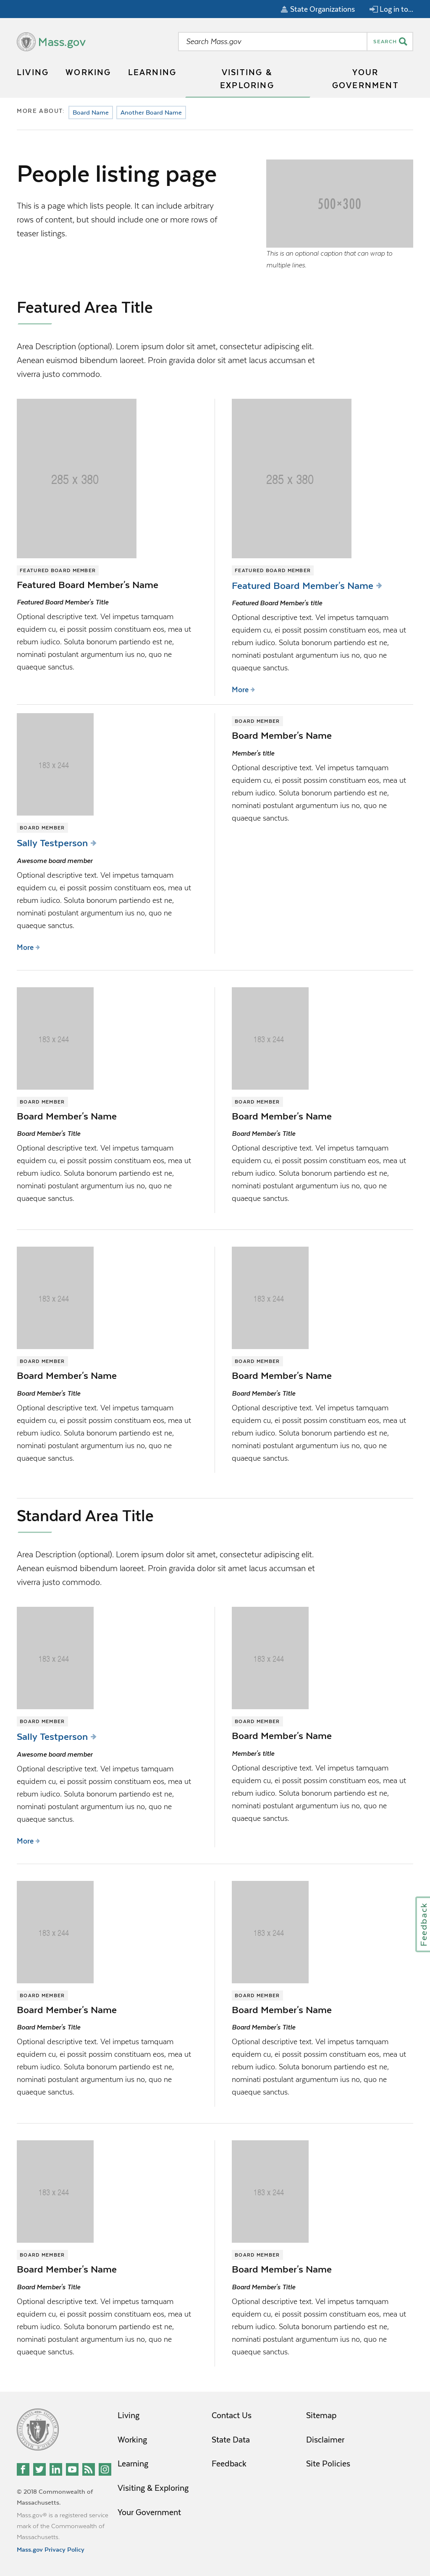 State Organizations
Log in to...
Mass.gov
Search Mass.gov
SEARCH
LIVING
WORKING
LEARNING
VISITING &
EXPLORING
YOUR
GOVERNMENT
MORE ABOUT:
Board Name
Another Board Name
People listing page
This is a page which lists people. It can include arbitrary
rows of content, but should include one or more rows of
teaser listings.
500×300
This is an optional caption that can wrap to
multiple lines.
Featured Area Title
Area Description (optional). Lorem ipsum dolor sit amet, consectetur adipiscing elit.
Aenean euismod bibendum laoreet. Proin gravida dolor sit amet lacus accumsan et
viverra justo commodo.
285 x 380
FEATURED BOARD MEMBER
Featured Board Member's Name
Featured Board Member's Title
Optional descriptive text. Vel impetus tamquam
equidem cu, ei possit possim constituam eos, mea ut
rebum iudico. Soluta bonorum partiendo est ne,
nominati postulant argumentum ius no, quo ne
quaeque sanctus.
285 x 380
FEATURED BOARD MEMBER
Featured Board Member's Name
Featured Board Member's title
Optional descriptive text. Vel impetus tamquam
equidem cu, ei possit possim constituam eos, mea ut
rebum iudico. Soluta bonorum partiendo est ne,
nominati postulant argumentum ius no, quo ne
quaeque sanctus.
More
183 x 244
BOARD MEMBER
Sally Testperson
Awesome board member
Optional descriptive text. Vel impetus tamquam
equidem cu, ei possit possim constituam eos, mea ut
rebum iudico. Soluta bonorum partiendo est ne,
nominati postulant argumentum ius no, quo ne
quaeque sanctus.
More
BOARD MEMBER
Board Member's Name
Member's title
Optional descriptive text. Vel impetus tamquam
equidem cu, ei possit possim constituam eos, mea ut
rebum iudico. Soluta bonorum partiendo est ne,
nominati postulant argumentum ius no, quo ne
quaeque sanctus.
183 x 244
BOARD MEMBER
Board Member's Name
Board Member's Title
Optional descriptive text. Vel impetus tamquam
equidem cu, ei possit possim constituam eos, mea ut
rebum iudico. Soluta bonorum partiendo est ne,
nominati postulant argumentum ius no, quo ne
quaeque sanctus.
183 x 244
BOARD MEMBER
Board Member's Name
Board Member's Title
Optional descriptive text. Vel impetus tamquam
equidem cu, ei possit possim constituam eos, mea ut
rebum iudico. Soluta bonorum partiendo est ne,
nominati postulant argumentum ius no, quo ne
quaeque sanctus.
183 x 244
BOARD MEMBER
Board Member's Name
Board Member's Title
Optional descriptive text. Vel impetus tamquam
equidem cu, ei possit possim constituam eos, mea ut
rebum iudico. Soluta bonorum partiendo est ne,
nominati postulant argumentum ius no, quo ne
quaeque sanctus.
183 x 244
BOARD MEMBER
Board Member's Name
Board Member's Title
Optional descriptive text. Vel impetus tamquam
equidem cu, ei possit possim constituam eos, mea ut
rebum iudico. Soluta bonorum partiendo est ne,
nominati postulant argumentum ius no, quo ne
quaeque sanctus.
Standard Area Title
Area Description (optional). Lorem ipsum dolor sit amet, consectetur adipiscing elit.
Aenean euismod bibendum laoreet. Proin gravida dolor sit amet lacus accumsan et
viverra justo commodo.
183 x 244
BOARD MEMBER
Sally Testperson
Awesome board member
Optional descriptive text. Vel impetus tamquam
equidem cu, ei possit possim constituam eos, mea ut
rebum iudico. Soluta bonorum partiendo est ne,
nominati postulant argumentum ius no, quo ne
quaeque sanctus.
More
183 x 244
BOARD MEMBER
Board Member's Name
Member's title
Optional descriptive text. Vel impetus tamquam
equidem cu, ei possit possim constituam eos, mea ut
rebum iudico. Soluta bonorum partiendo est ne,
nominati postulant argumentum ius no, quo ne
quaeque sanctus.
183 x 244
BOARD MEMBER
Board Member's Name
Board Member's Title
Optional descriptive text. Vel impetus tamquam
equidem cu, ei possit possim constituam eos, mea ut
rebum iudico. Soluta bonorum partiendo est ne,
nominati postulant argumentum ius no, quo ne
quaeque sanctus.
183 x 244
BOARD MEMBER
Board Member's Name
Board Member's Title
Optional descriptive text. Vel impetus tamquam
equidem cu, ei possit possim constituam eos, mea ut
rebum iudico. Soluta bonorum partiendo est ne,
nominati postulant argumentum ius no, quo ne
quaeque sanctus.
Feedback
183 x 244
BOARD MEMBER
Board Member's Name
Board Member's Title
Optional descriptive text. Vel impetus tamquam
equidem cu, ei possit possim constituam eos, mea ut
rebum iudico. Soluta bonorum partiendo est ne,
nominati postulant argumentum ius no, quo ne
quaeque sanctus.
183 x 244
BOARD MEMBER
Board Member's Name
Board Member's Title
Optional descriptive text. Vel impetus tamquam
equidem cu, ei possit possim constituam eos, mea ut
rebum iudico. Soluta bonorum partiendo est ne,
nominati postulant argumentum ius no, quo ne
quaeque sanctus.
© 2018 Commonwealth of
Massachusetts.
Mass.gov® is a registered service
mark of the Commonwealth of
Massachusetts.
Mass.gov Privacy Policy
Living
Working
Learning
Visiting & Exploring
Your Government
Contact Us
State Data
Feedback
Sitemap
Disclaimer
Site Policies